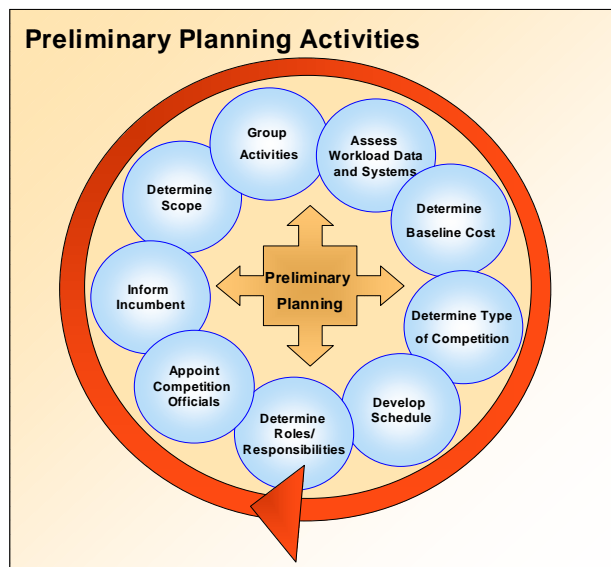 Preliminary Planning Activities
Group
Activities
Assess
Workload Data
and Systems
Determine
Scope
Determine
Baseline Cost
Inform
Incumbent
Preliminary
Planning
Determine Type
of Competition
Appoint
Competition
Officials
Develop
Schedule
Determine
Roles/
Responsibilities